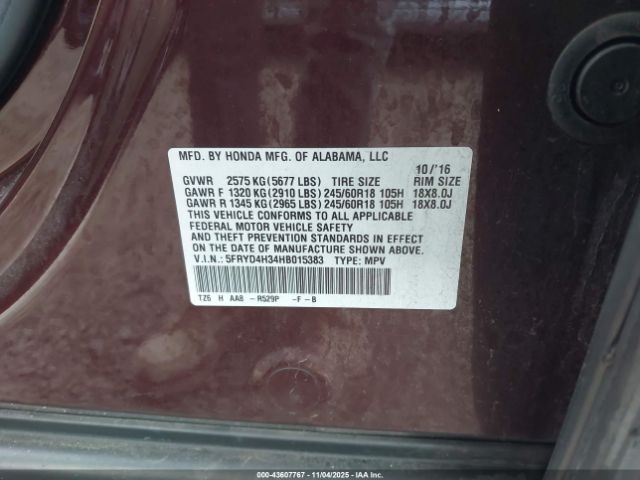 MFD. BY HONDA MFG. OF ALABAMA, LLC 10/'16
GVWR 2575 KG(5677 LBS) TIRE SIZE RIM SIZE
GAWR F 1320 KG(2910 LBS) 245/60R18 105H 18X8.0J
GAWR R 1345 KG(2965 LBS) 245/60R18 105H 18X8.0J
THIS VEHICLE CONFORMS TO ALL APPLICABLE
FEDERAL MOTOR VEHICLE SAFETY
AND THEFT PREVENTION STANDARDS IN EFFECT
ON THE DATE OF MANUFACTURE SHOWN ABOVE.
V.I.N.: 5FRYD4H34HB015383 TYPE: MPV
TZ6 H AA8 - R529P -F - B
000-43607767 - 11/04/2025 - IAAI.COM